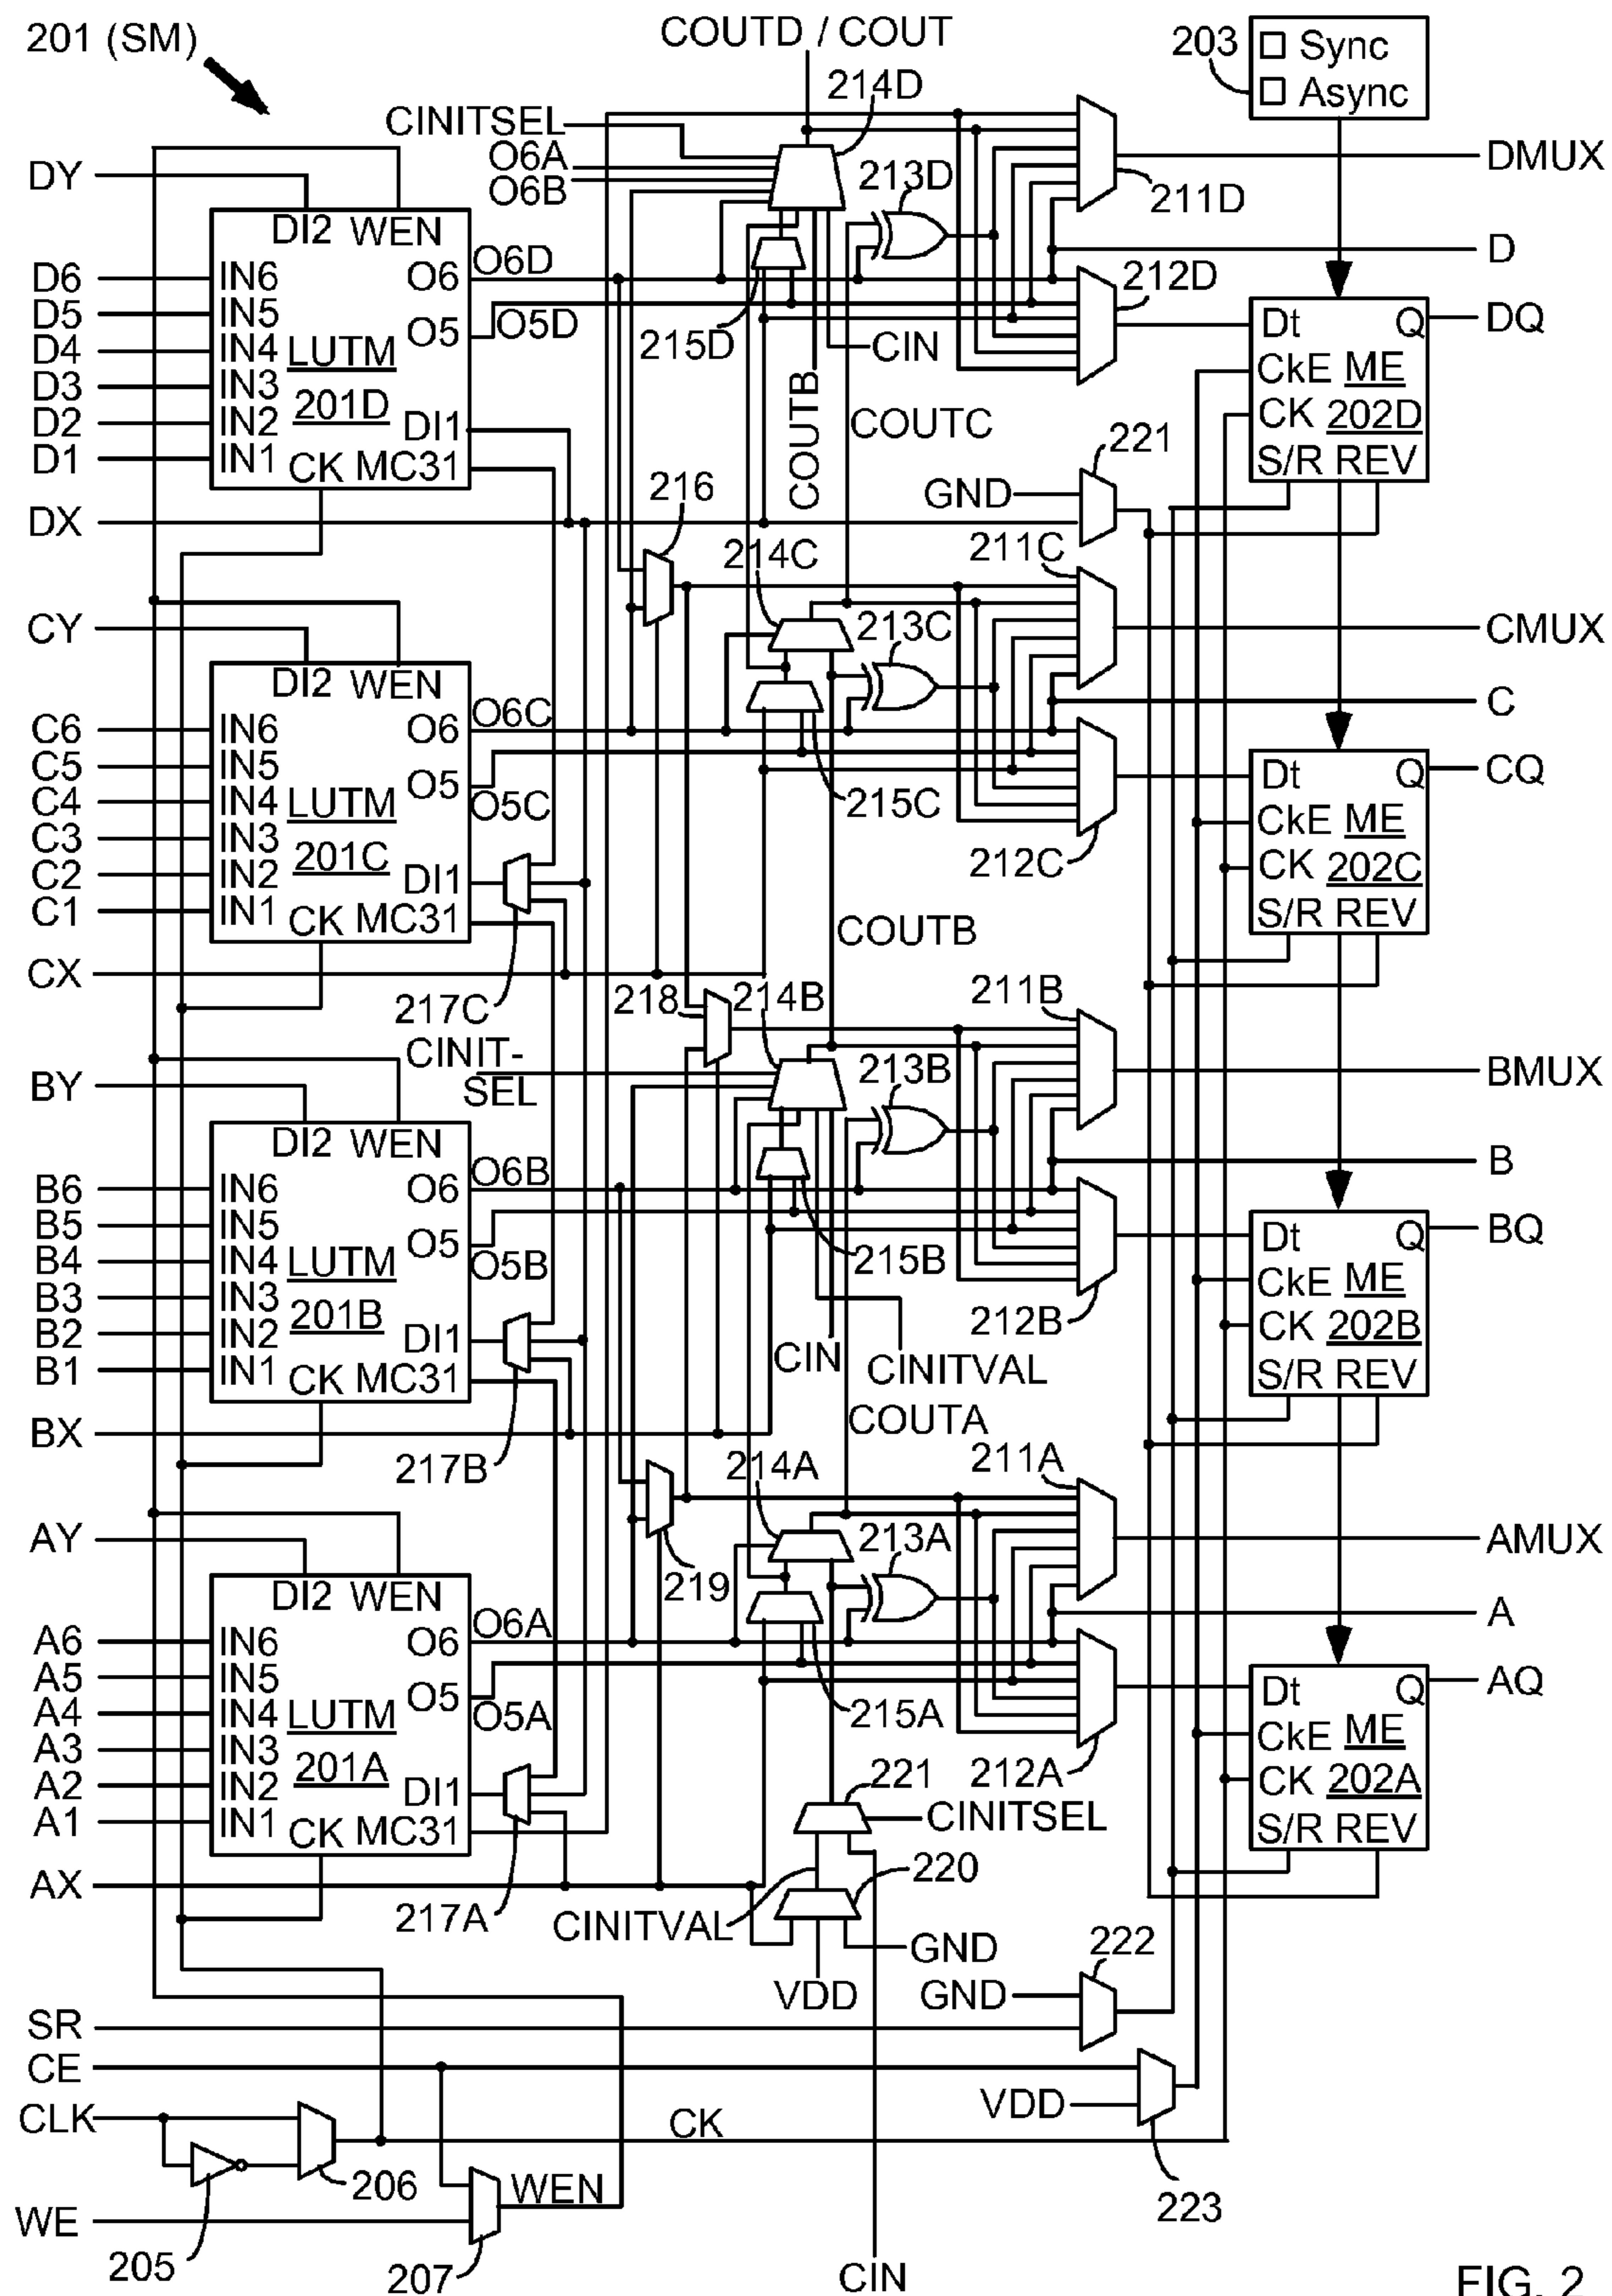 201 (SM)
COUTD / COUT
203
Sync
Async
214D
CINITSEL
O6A
O6B
213D
DMUX
211D
DY
DI2 WEN
D
D6
D5
D4
D3
D2
D1
IN6
IN5
IN4
IN3
IN2
IN1
LUTM
201D
O6
O6D
O5
O5D
DI1
CK MC31
215D
CIN
212D
COUTB
COUTC
Dt
Q
DQ
CkE ME
CK 202D
S/R REV
221
GND
DX
216
214C
211C
213C
CMUX
CY
DI2 WEN
C
C6
C5
C4
C3
C2
C1
IN6
IN5
IN4
IN3
IN2
IN1
LUTM
201C
O6
O6C
O5
O5C
DI1
CK MC31
215C
212C
Dt
Q
CQ
CkE ME
CK 202C
S/R REV
COUTB
CX
217C
218
214B
211B
CINIT-
SEL
213B
BMUX
BY
DI2 WEN
B
B6
B5
B4
B3
B2
B1
IN6
IN5
IN4
IN3
IN2
IN1
LUTM
201B
O6
O6B
O5
O5B
DI1
CK MC31
215B
212B
CIN
CINITVAL
Dt
Q
BQ
CkE ME
CK 202B
S/R REV
COUTA
BX
217B
214A
211A
213A
219
AMUX
AY
DI2 WEN
A
A6
A5
A4
A3
A2
A1
IN6
IN5
IN4
IN3
IN2
IN1
LUTM
201A
O6
O6A
O5
O5A
DI1
CK MC31
215A
212A
Dt
Q
AQ
CkE ME
CK 202A
S/R REV
221
CINITSEL
220
AX
217A
CINITVAL
GND
VDD
222
GND
SR
CE
VDD
CLK
CK
206
WEN
223
WE
205
207
CIN
FIG. 2